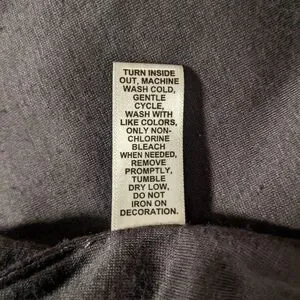 TURN INSIDE
OUT, MACHINE
WASH COLD,
GENTLE
CYCLE,
WASH WITH
LIKE COLORS,
ONLY NON-
CHLORINE
BLEACH
WHEN NEEDED,
REMOVE
PROMPTLY,
TUMBLE
DRY LOW,
DO NOT
IRON ON
DECORATION.